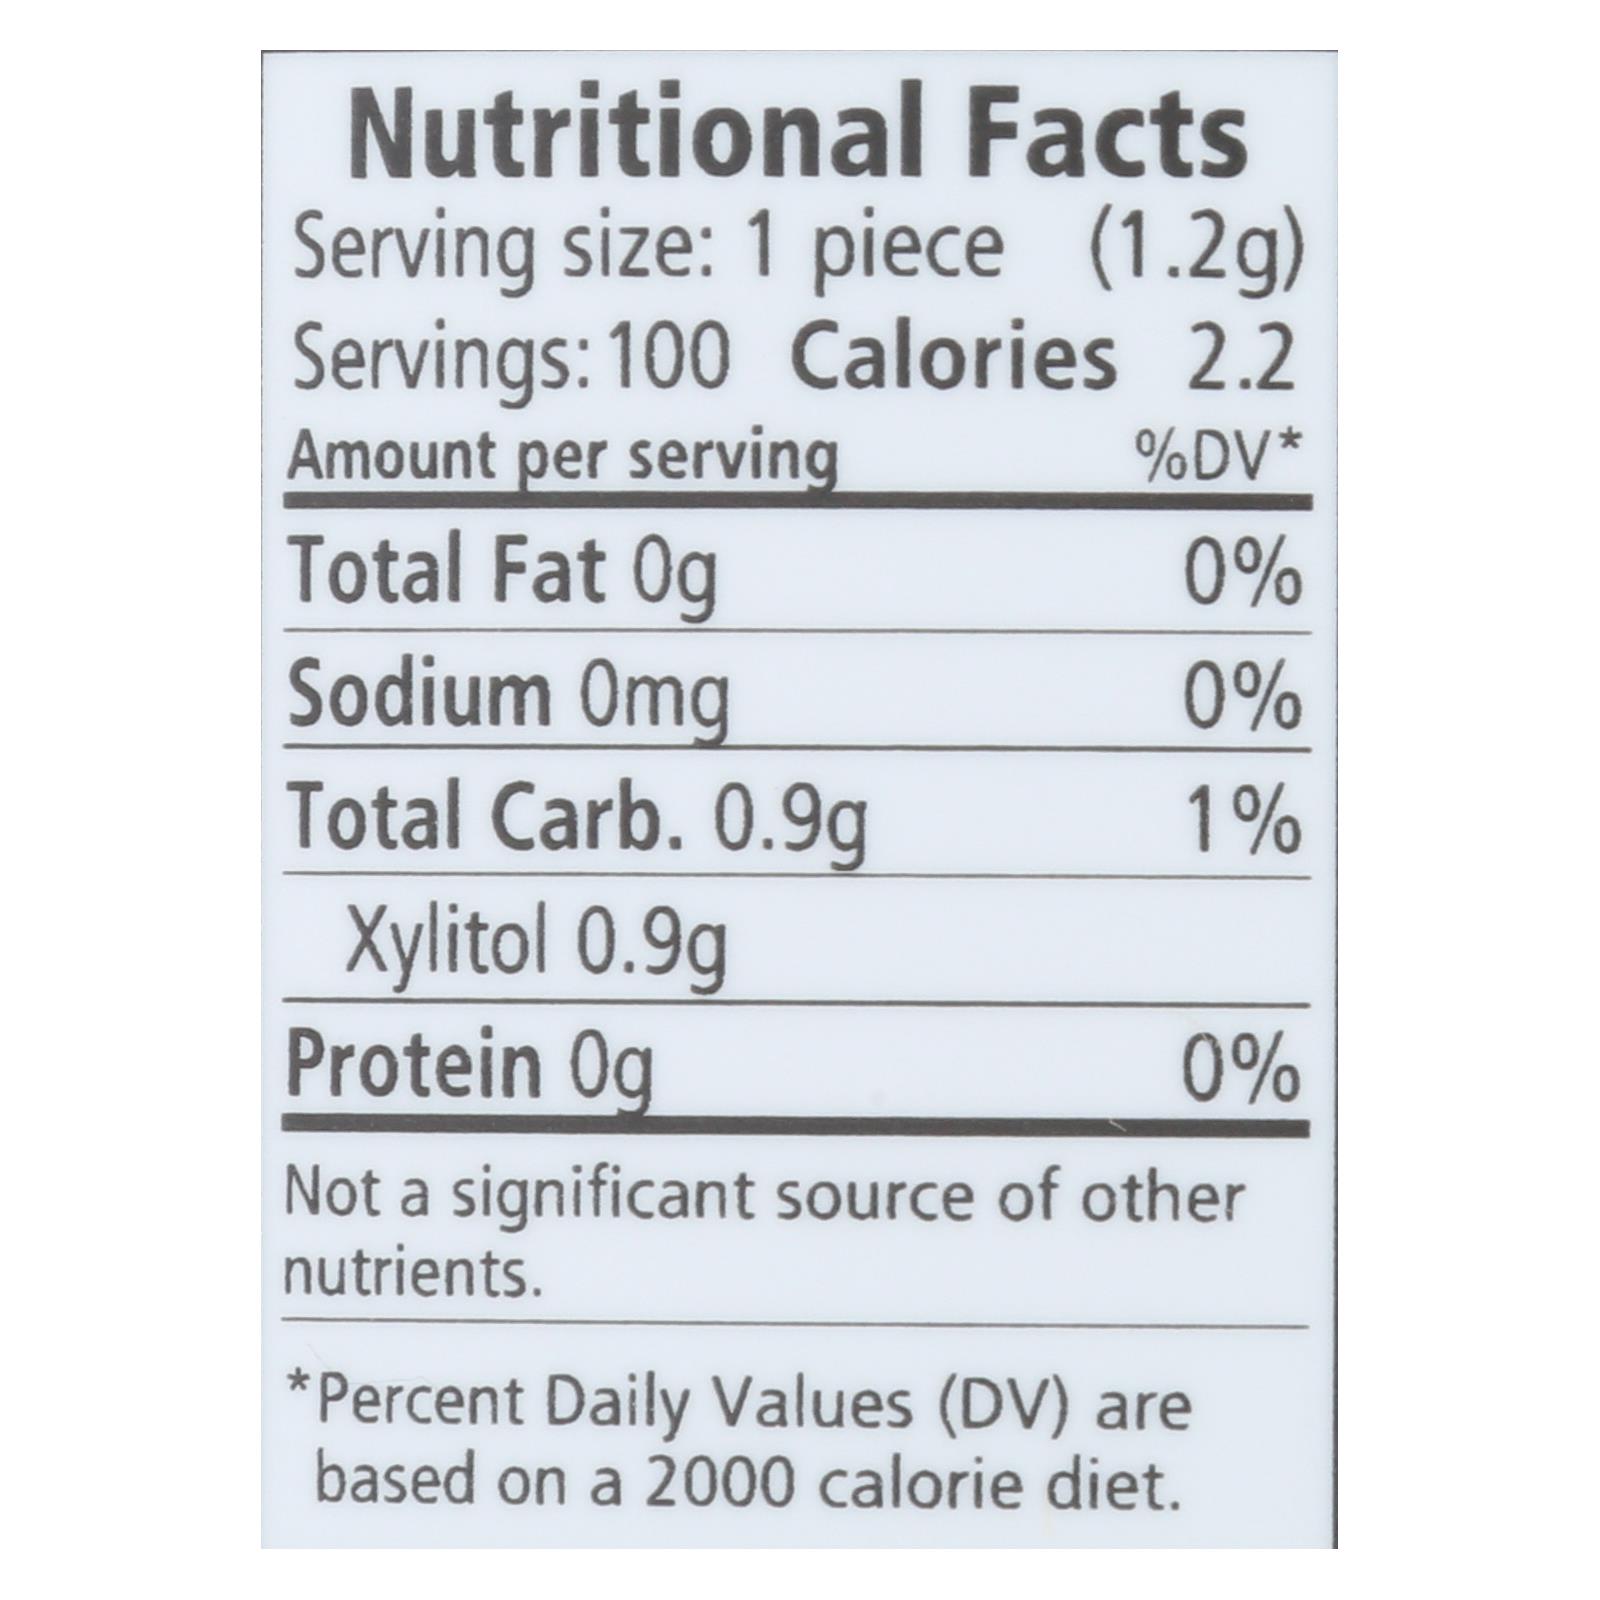 Nutritional Facts
Serving size: 1 piece (1.2g)
Servings: 100 Calories 2.2
Amount per serving %DV*
Total Fat 0g 0%
Sodium 0mg 0%
Total Carb. 0.9g 1%
Xylitol 0.9g
Protein 0g 0%
Not a significant source of other
nutrients.
*Percent Daily Values (DV) are
based on a 2000 calorie diet.